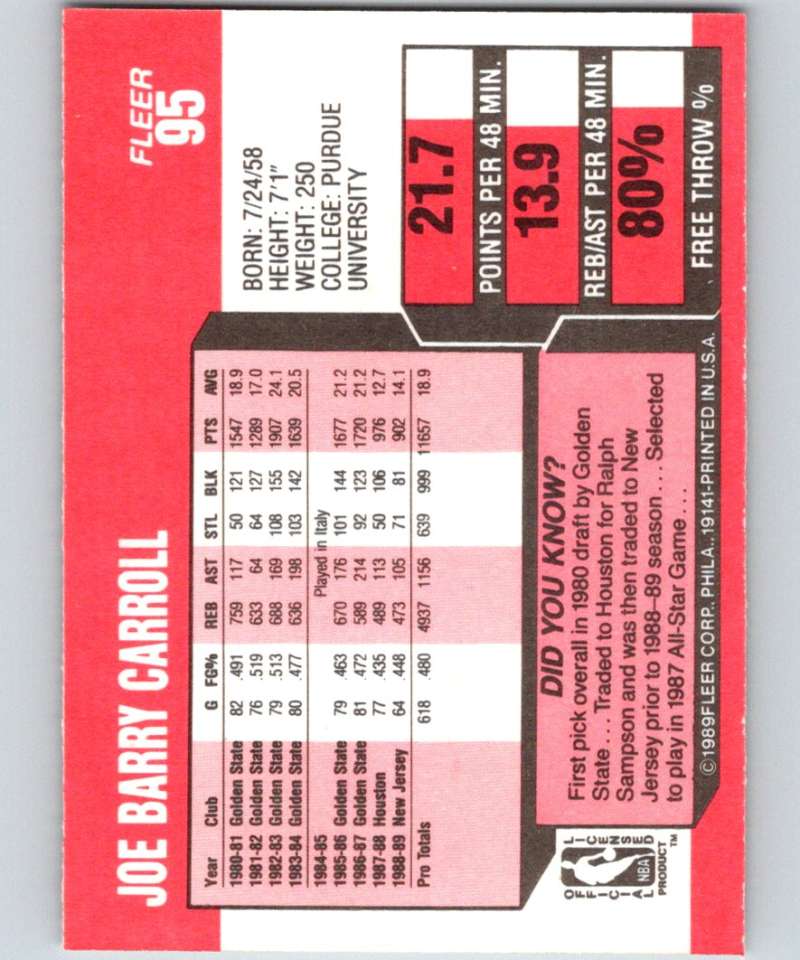 JOE BARRY CARROLL
FLEER
95
Year Club G FG% REB AST STL BLK PTS AVG
1980-81 Golden State 82 .491 759 117 50 121 1547 18.9
1981-82 Golden State 76 .519 633 64 64 127 1289 17.0
1982-83 Golden State 79 .513 688 169 108 155 1907 24.1
1983-84 Golden State 80 .477 636 198 103 142 1639 20.5
1984-85 Played in Italy
1985-86 Golden State 79 .463 670 176 101 144 1677 21.2
1986-87 Golden State 81 .472 589 214 92 123 1720 21.2
1987-88 Houston 77 .435 489 113 50 106 976 12.7
1988-89 New Jersey 64 .448 473 105 71 81 902 14.1
Pro Totals 618 .480 4937 1156 639 999 11657 18.9
BORN: 7/24/58
HEIGHT: 7'1"
WEIGHT: 250
COLLEGE: PURDUE
UNIVERSITY
21.7
POINTS PER 48 MIN.
13.9
REB/AST PER 48 MIN.
80%
FREE THROW %
DID YOU KNOW?
First pick overall in 1980 draft by Golden
State . . . Traded to Houston for Ralph
Sampson and was then traded to New
Jersey prior to 1988–89 season . . . . Selected
to play in 1987 All-Star Game . . . .
OFFICIAL LICENSED
NBA
PRODUCT™
©1989FLEER CORP., PHILA., 19141-PRINTED IN U.S.A.